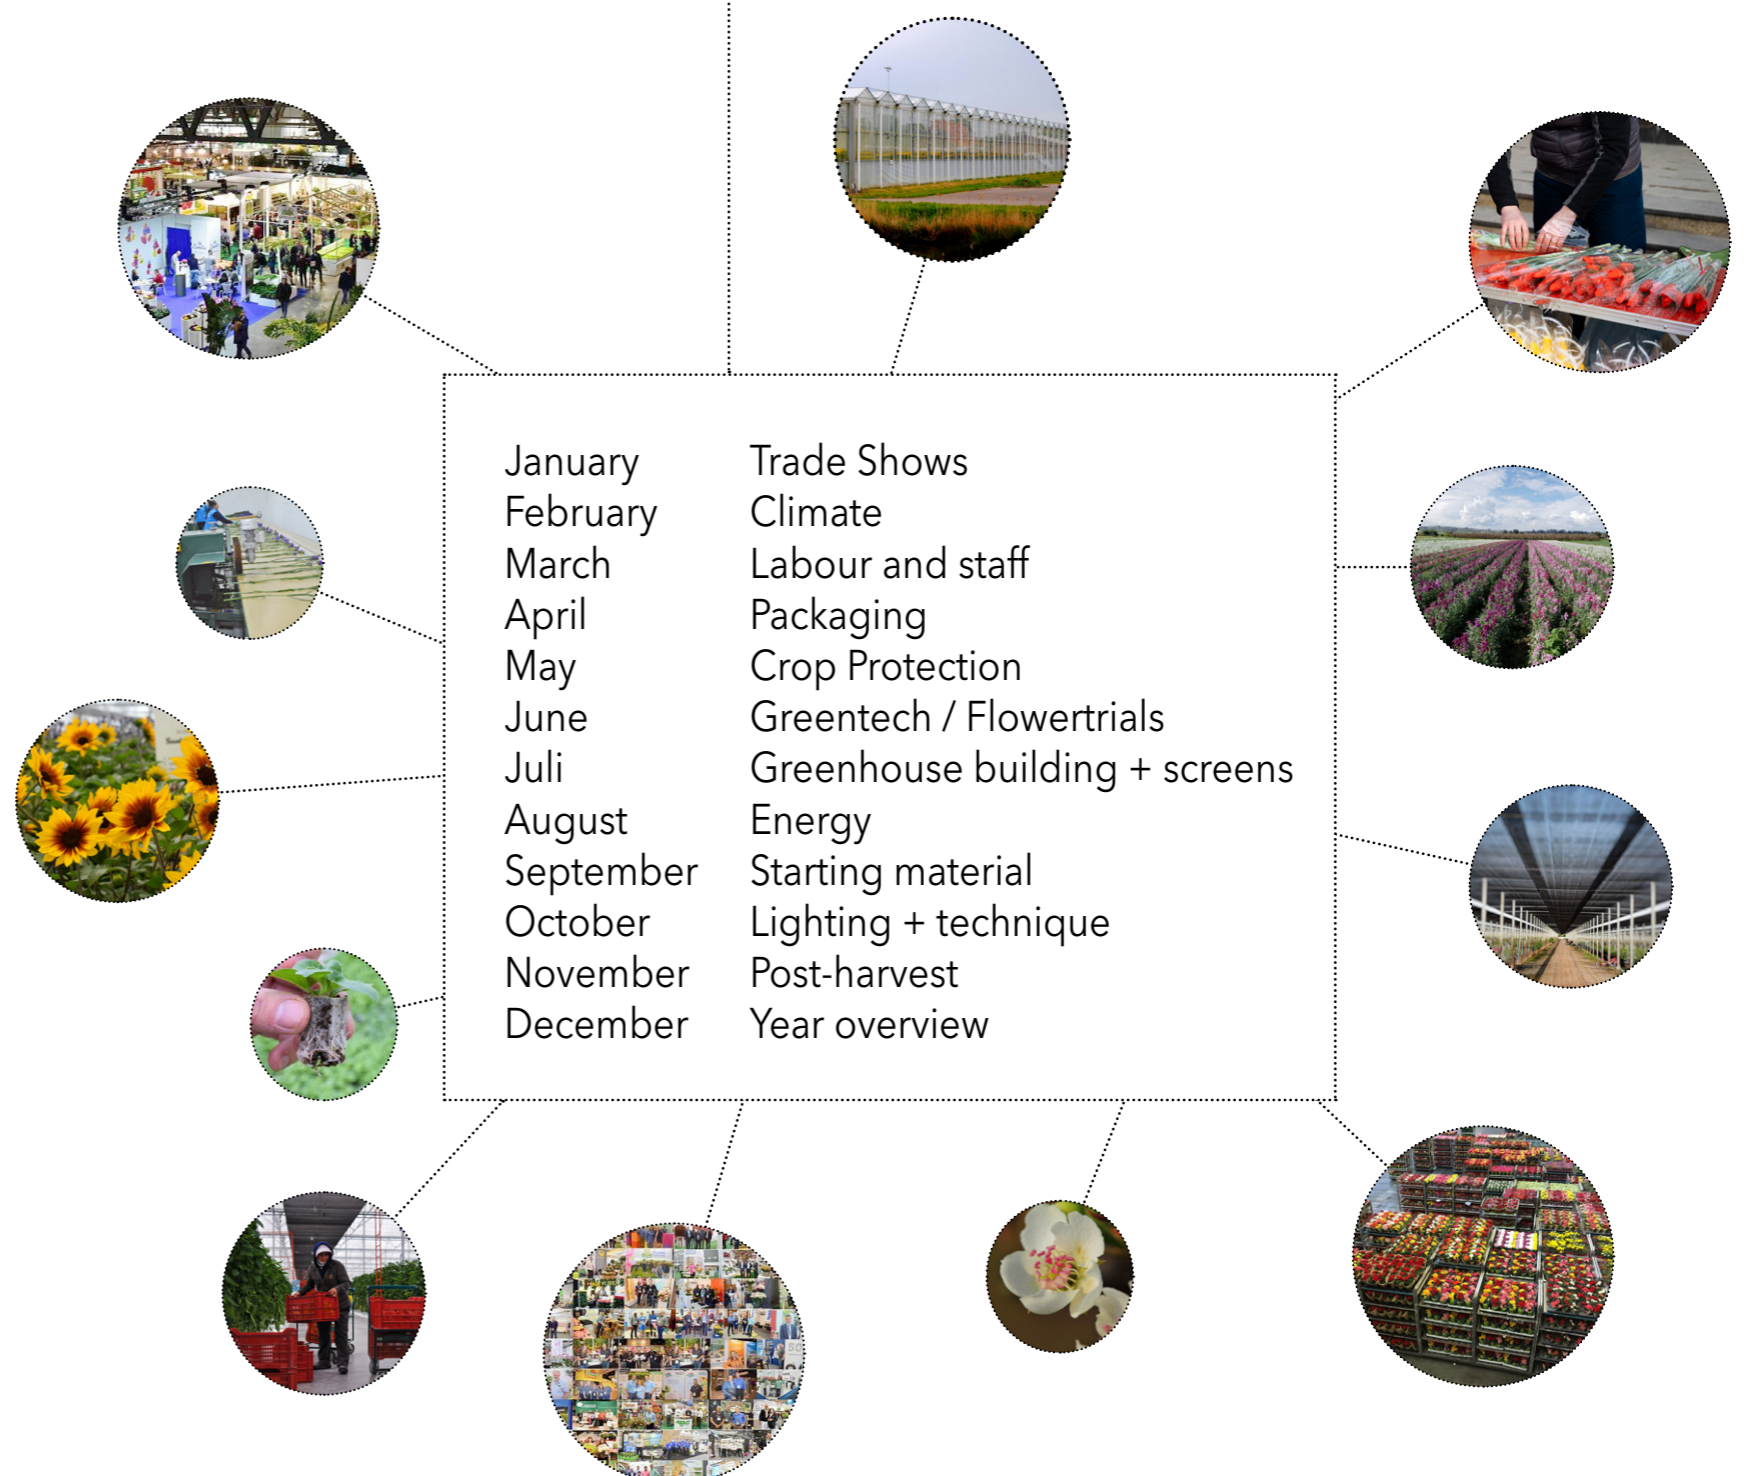 January Trade Shows
February Climate
March Labour and staff
April Packaging
May Crop Protection
June Greentech / Flowertrials
Juli Greenhouse building + screens
August Energy
September Starting material
October Lighting + technique
November Post-harvest
December Year overview